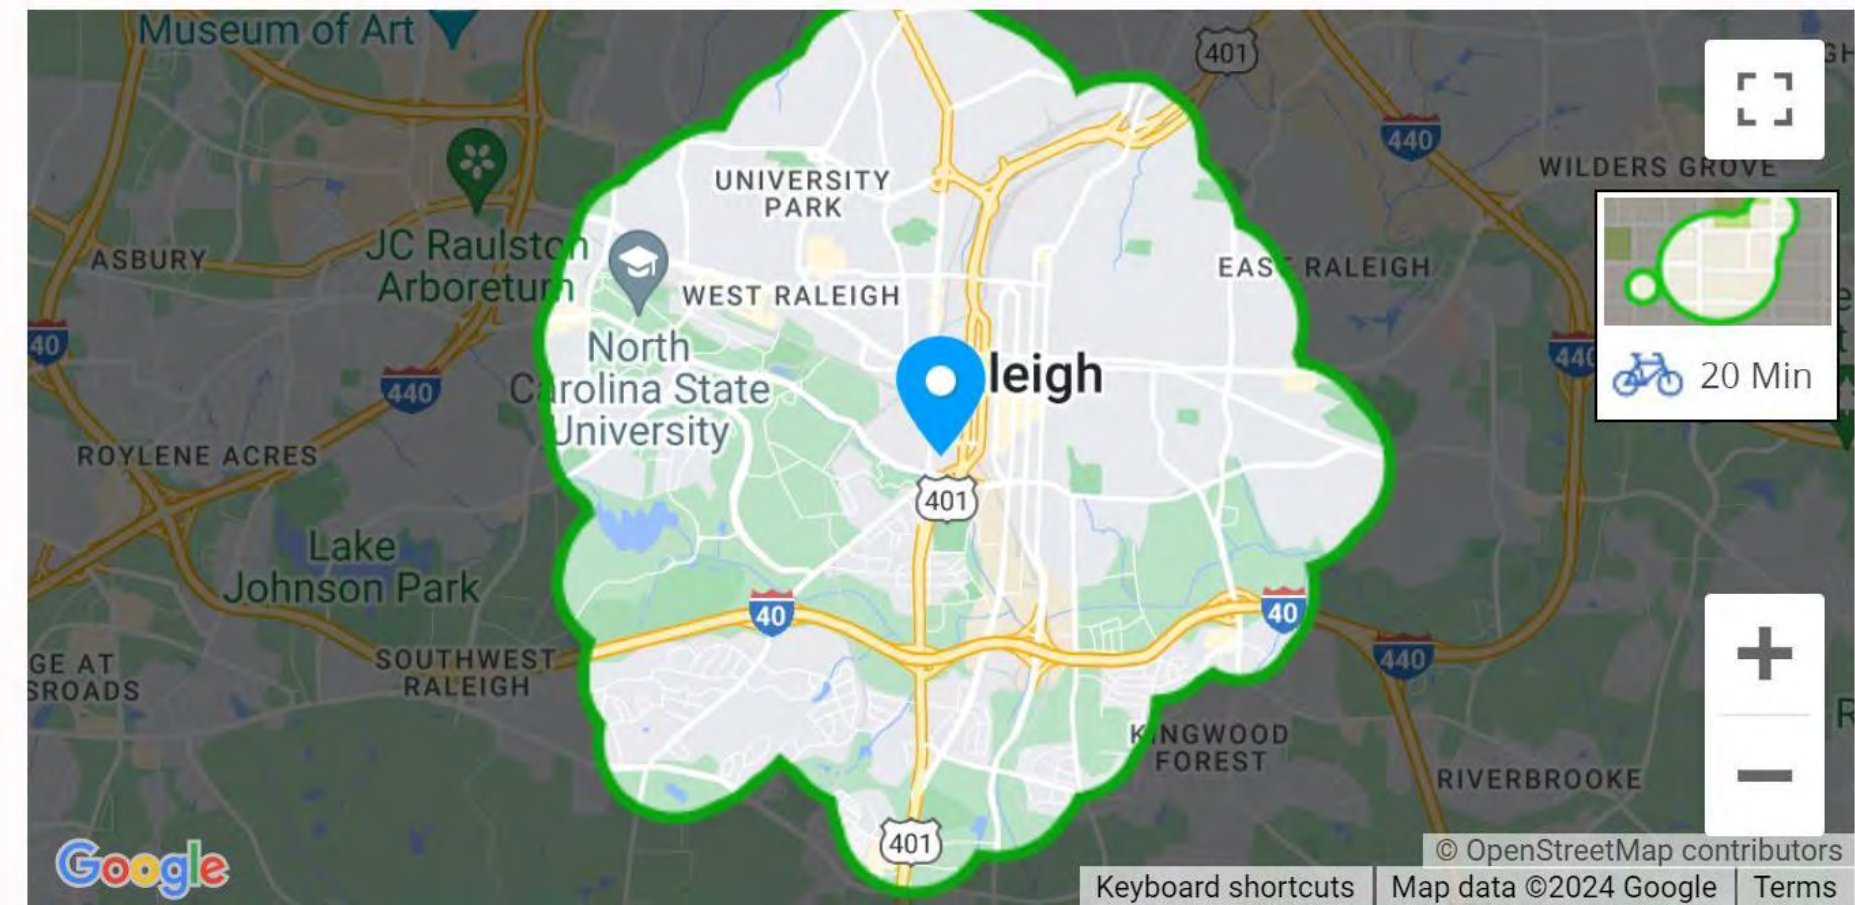 Museum of Art
401
440
WILDERS GROVE
UNIVERSITY
PARK
JC Raulston
Arboretum
ASBURY
EAST RALEIGH
WEST RALEIGH
North
Carolina State
University
40
440
440
leigh
20 Min
ROYLENE ACRES
401
Lake
Johnson Park
40
40
440
SOUTHWEST
RALEIGH
GE AT
SROADS
KINGWOOD
FOREST
RIVERBROOKE
401
Google
© OpenStreetMap contributors
Keyboard shortcuts
Map data ©2024 Google
Terms